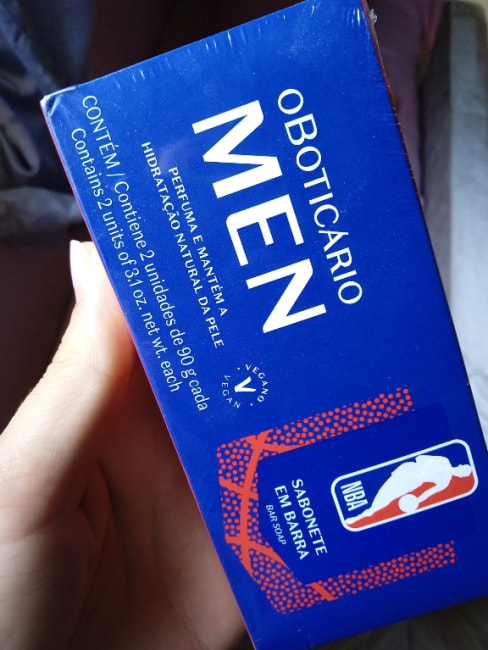 oBOTICÁRIO
MEN
PERFUMA E MANTÉM A
HIDRATAÇÃO NATURAL DA PELE
CONTÉM / Contiene 2 unidades de 90 g cada
Contains 2 units of 3.1 oz. net wt. each
VEGANO
V
VEGAN
NBA
SABONETE
EM BARRA
BAR SOAP